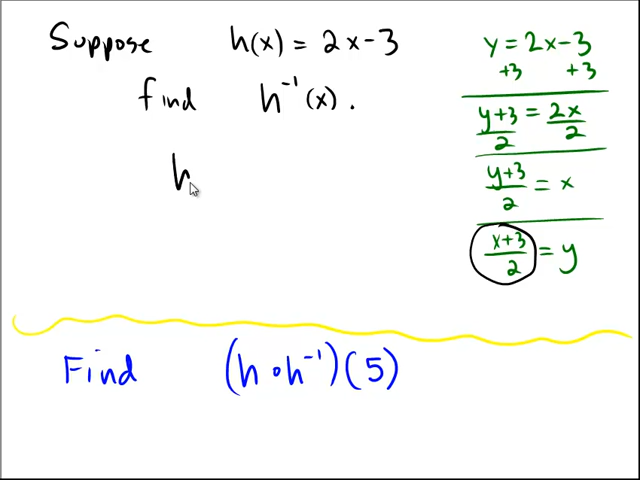 Suppose h(x) = 2x-3
find h⁻¹(x).
h
y = 2x-3
+3 +3
y+3/2 = 2x/2
y+3/2 = x
x+3/2 = y
Find (h∘h⁻¹)(5)